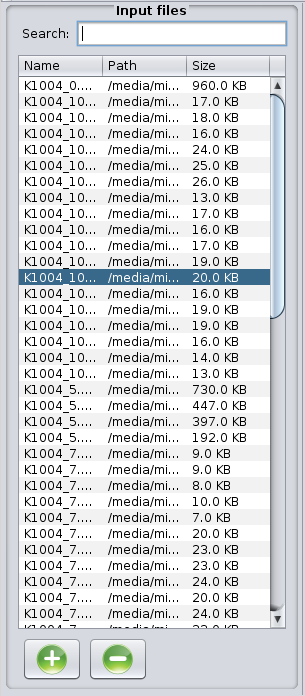 Input files
Search:
Name Path Size
K1004_0.... /media/mi... 960.0 KB
K1004_10... /media/mi... 17.0 KB
K1004_10... /media/mi... 18.0 KB
K1004_10... /media/mi... 16.0 KB
K1004_10... /media/mi... 24.0 KB
K1004_10... /media/mi... 25.0 KB
K1004_10... /media/mi... 26.0 KB
K1004_10... /media/mi... 13.0 KB
K1004_10... /media/mi... 17.0 KB
K1004_10... /media/mi... 16.0 KB
K1004_10... /media/mi... 17.0 KB
K1004_10... /media/mi... 19.0 KB
K1004_10... /media/mi... 20.0 KB
K1004_10... /media/mi... 16.0 KB
K1004_10... /media/mi... 19.0 KB
K1004_10... /media/mi... 19.0 KB
K1004_10... /media/mi... 16.0 KB
K1004_10... /media/mi... 14.0 KB
K1004_10... /media/mi... 13.0 KB
K1004_5.... /media/mi... 730.0 KB
K1004_5.... /media/mi... 447.0 KB
K1004_5.... /media/mi... 397.0 KB
K1004_5.... /media/mi... 192.0 KB
K1004_7.... /media/mi... 9.0 KB
K1004_7.... /media/mi... 9.0 KB
K1004_7.... /media/mi... 8.0 KB
K1004_7.... /media/mi... 10.0 KB
K1004_7.... /media/mi... 7.0 KB
K1004_7.... /media/mi... 20.0 KB
K1004_7.... /media/mi... 23.0 KB
K1004_7.... /media/mi... 23.0 KB
K1004_7.... /media/mi... 24.0 KB
K1004_7.... /media/mi... 20.0 KB
K1004_7.... /media/mi... 24.0 KB